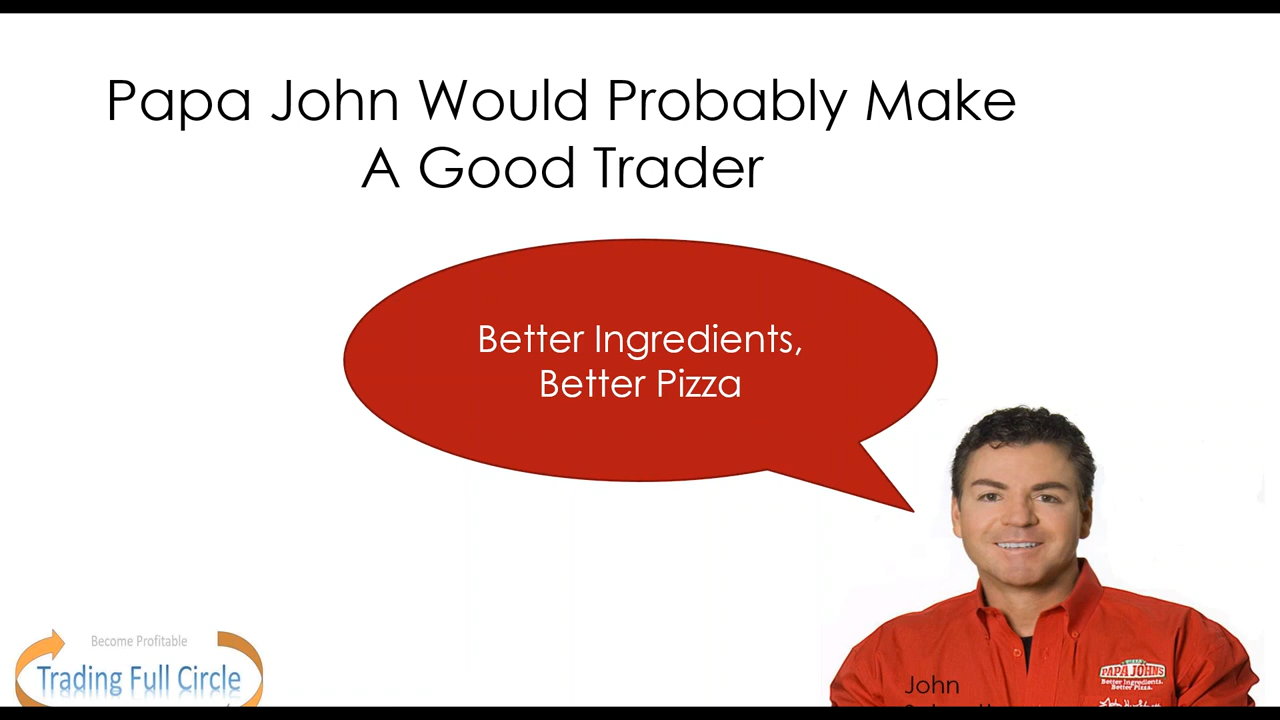 Papa John Would Probably Make
A Good Trader
Better Ingredients,
Better Pizza
Become Profitable
Trading Full Circle
PAPA JOHN'S
Better Ingredients.
Better Pizza.
John